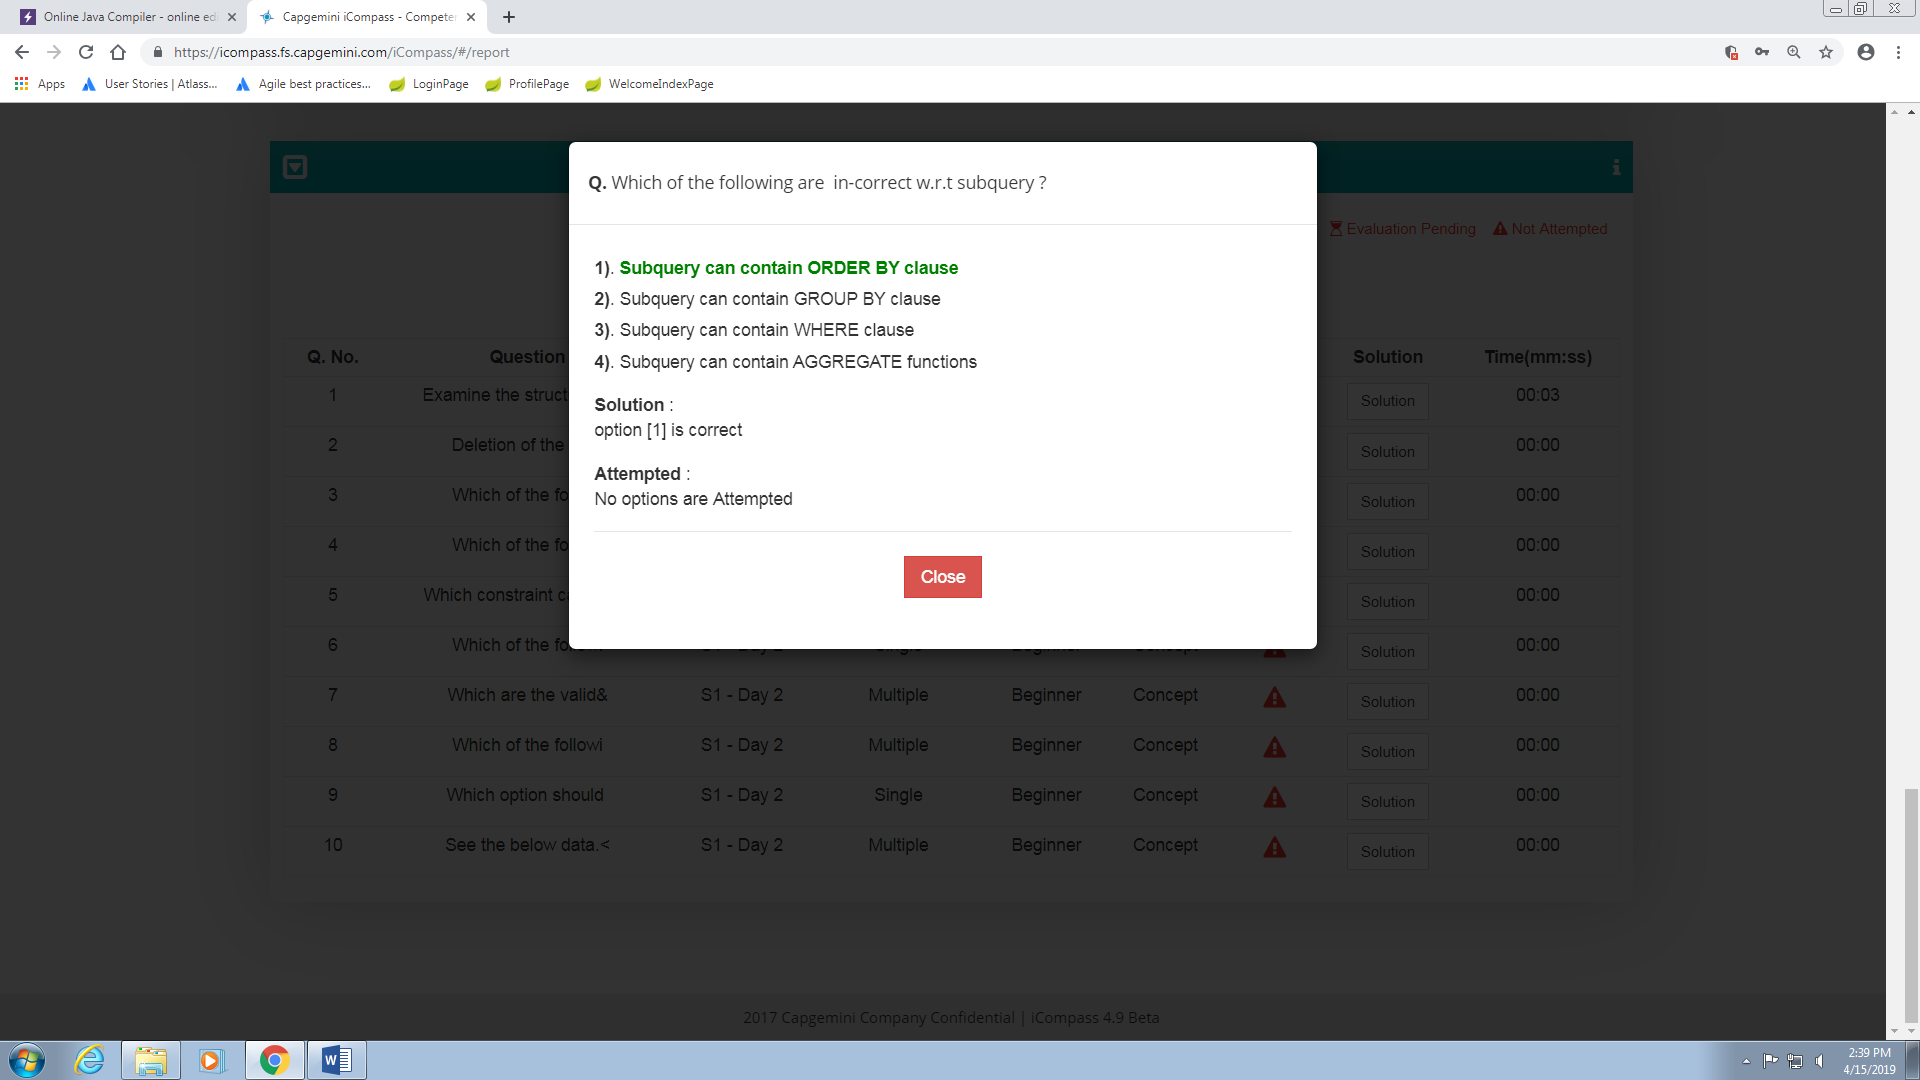 Online Java Compiler - online ed
Capgemini iCompass - Compete
https://icompass.fs.capgemini.com/iCompass/#/report
Apps
User Stories | Atlass...
Agile best practices...
LoginPage
ProfilePage
WelcomeIndexPage
Q. Which of the following are in-correct w.r.t subquery ?
Evaluation Pending
Not Attempted
1). Subquery can contain ORDER BY clause
2). Subquery can contain GROUP BY clause
3). Subquery can contain WHERE clause
4). Subquery can contain AGGREGATE functions
Solution :
option [1] is correct
Attempted :
No options are Attempted
Close
Q. No. Question Solution Time(mm:ss)
1 Examine the struct Solution 00:03
2 Deletion of the Solution 00:00
3 Which of the fo Solution 00:00
4 Which of the fo Solution 00:00
5 Which constraint c Solution 00:00
6 Which of the fo Solution 00:00
7 Which are the valid& S1 - Day 2 Multiple Beginner Concept Solution 00:00
8 Which of the followi S1 - Day 2 Multiple Beginner Concept Solution 00:00
9 Which option should S1 - Day 2 Single Beginner Concept Solution 00:00
10 See the below data.< S1 - Day 2 Multiple Beginner Concept Solution 00:00
2017 Capgemini Company Confidential | iCompass 4.9 Beta
2:39 PM
4/15/2019